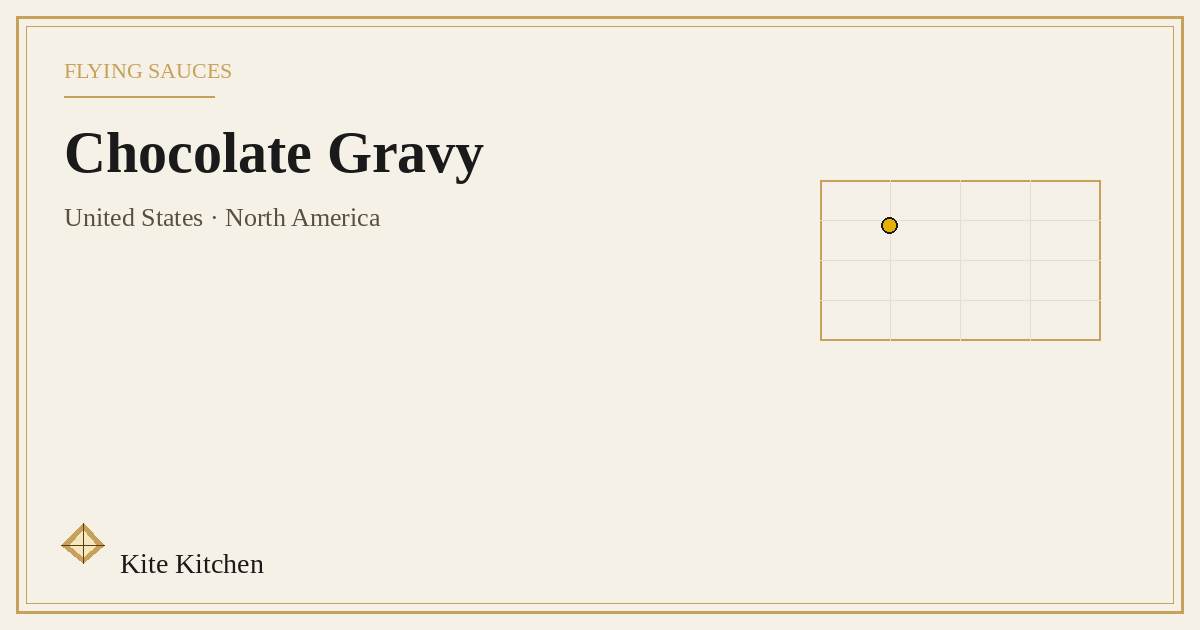 FLYING SAUCES
Chocolate Gravy
United States · North America
Kite Kitchen